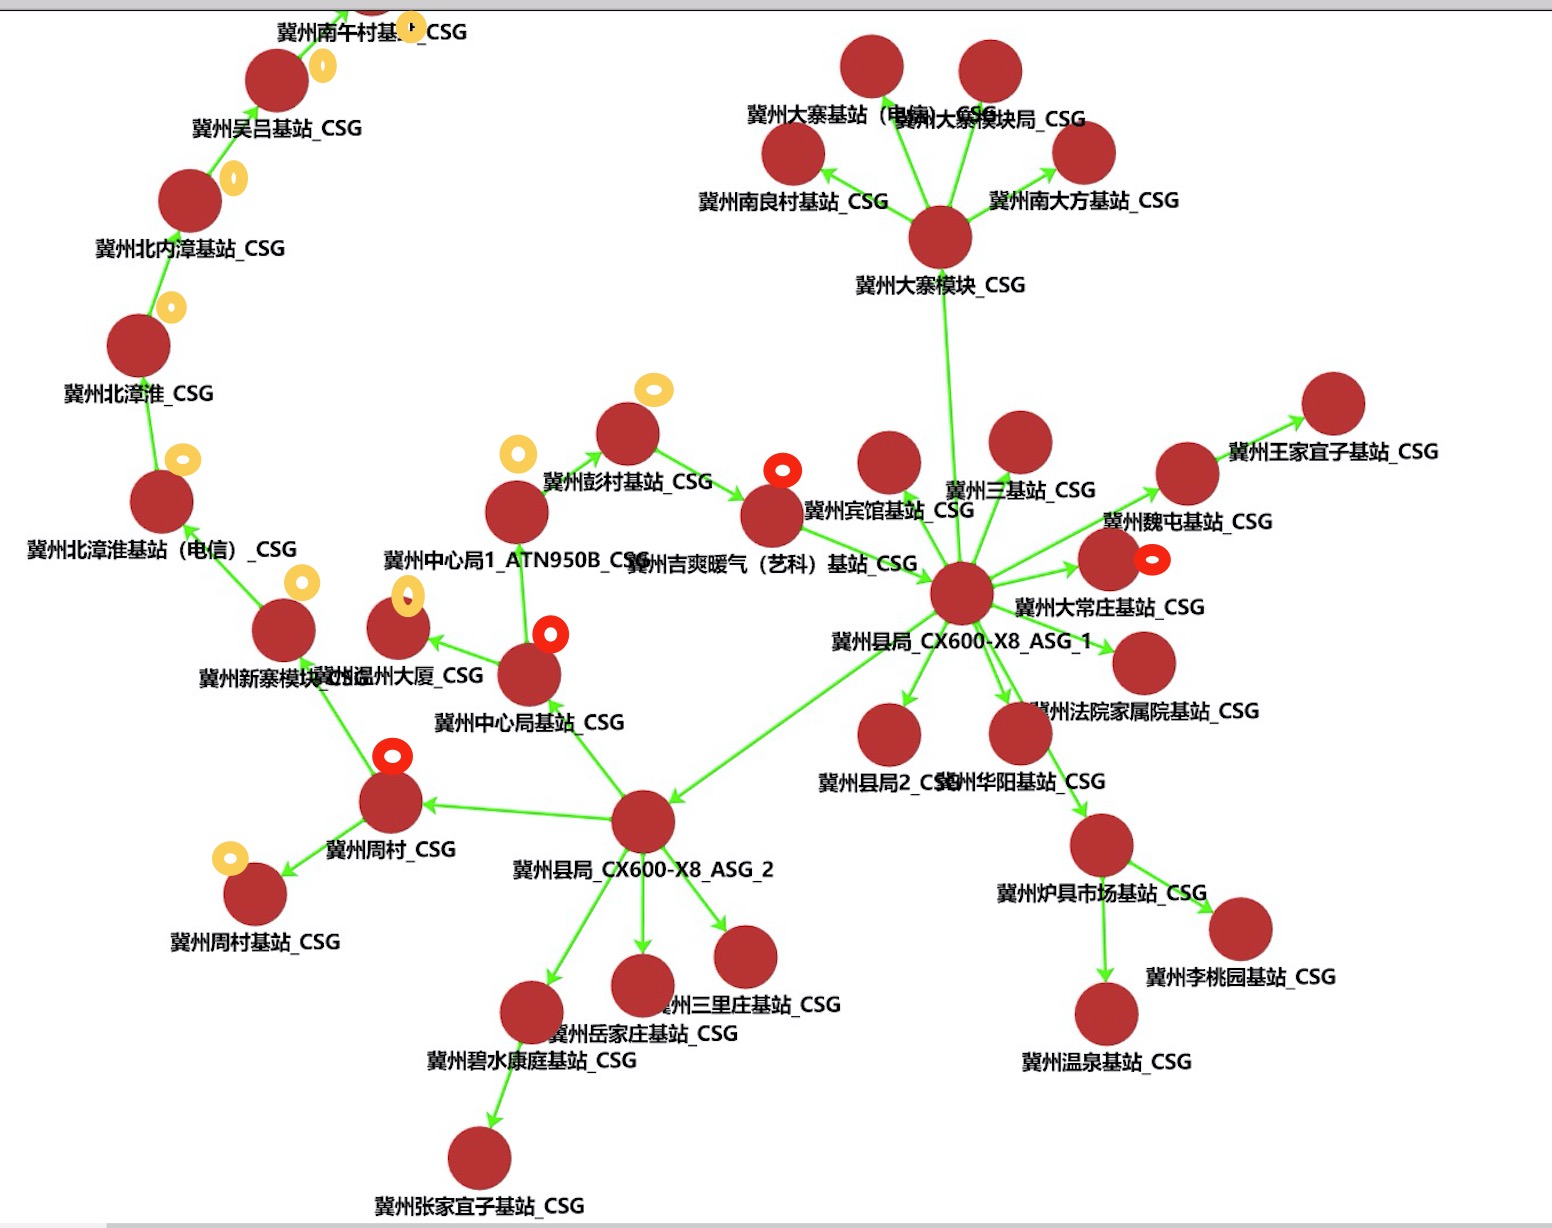 冀州南午村基站_CSG
冀州吴吕基站_CSG
冀州大寨基站（电信）_CSG
冀州大寨模块局_CSG
冀州南良村基站_CSG
冀州南大方基站_CSG
冀州北内漳基站_CSG
冀州大寨模块_CSG
冀州北漳淮_CSG
冀州王家宜子基站_CSG
冀州彭村基站_CSG
冀州三基站_CSG
冀州宾馆基站_CSG
冀州魏屯基站_CSG
冀州北漳淮基站（电信）_CSG
冀州中心局1_ATN950B_CSG
冀州吉爽暖气（艺科）基站_CSG
冀州大常庄基站_CSG
冀州县局_CX600-X8_ASG_1
冀州新寨模块_CSG
冀州温州大厦_CSG
冀州法院家属院基站_CSG
冀州中心局基站_CSG
冀州县局2_CSG
冀州华阳基站_CSG
冀州周村_CSG
冀州县局_CX600-X8_ASG_2
冀州炉具市场基站_CSG
冀州周村基站_CSG
冀州李桃园基站_CSG
州三里庄基站_CSG
冀州岳家庄基站_CSG
冀州碧水康庭基站_CSG
冀州温泉基站_CSG
冀州张家宜子基站_CSG